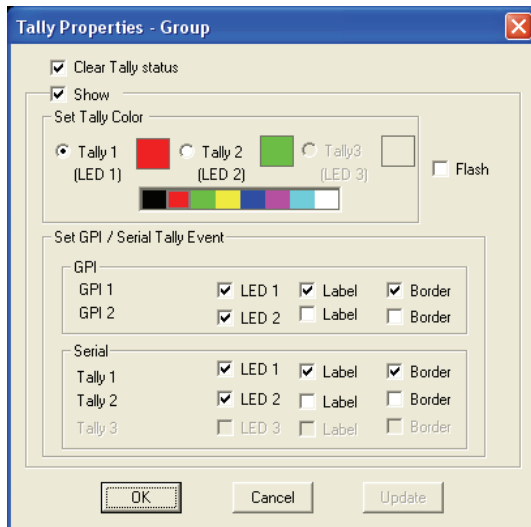 Tally Properties - Group
Clear Tally status
Show
Set Tally Color
Tally 1 Tally 2 Tally3
(LED 1) (LED 2) (LED 3)
Flash
Set GPI / Serial Tally Event
GPI
GPI 1 LED 1 Label Border
GPI 2 LED 2 Label Border
Serial
Tally 1 LED 1 Label Border
Tally 2 LED 2 Label Border
Tally 3 LED 3 Label Border
OK Cancel Update